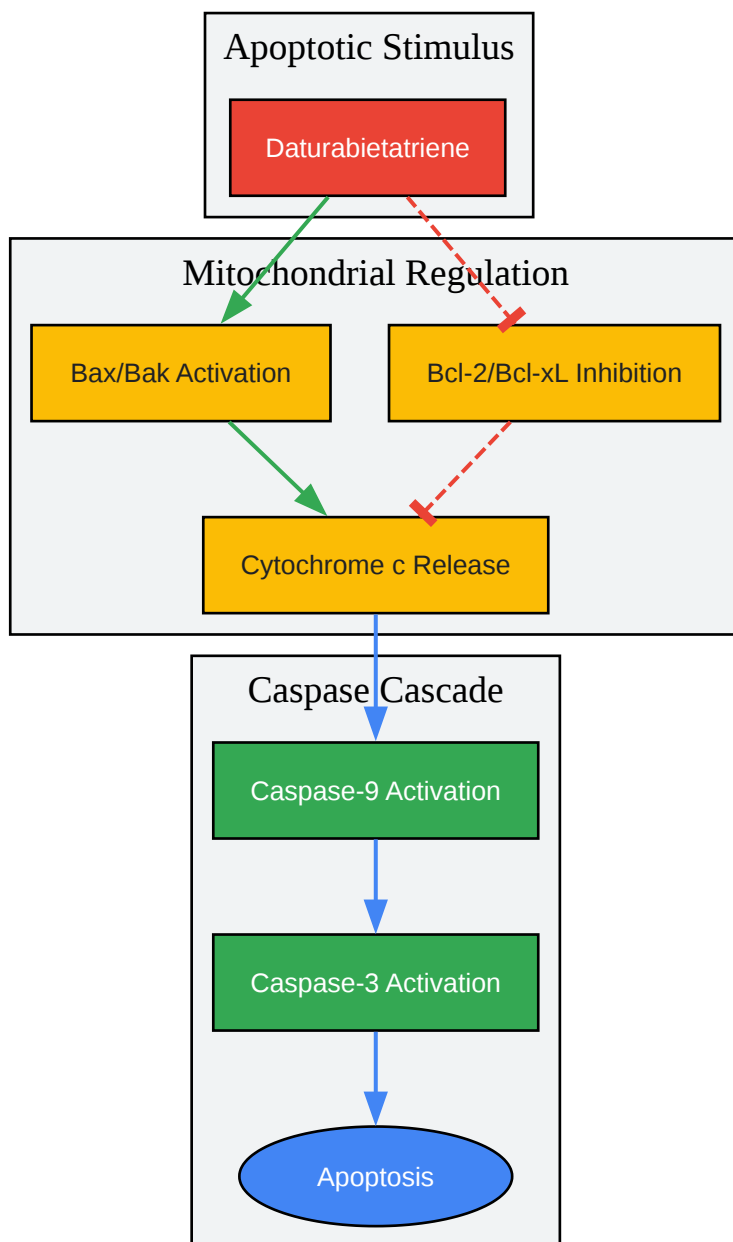 Apoptotic Stimulus
Daturabietatriene
Mitochondrial Regulation
Bax/Bak Activation
Bcl-2/Bcl-xL Inhibition
Cytochrome c Release
Caspase Cascade
Caspase-9 Activation
Caspase-3 Activation
Apoptosis